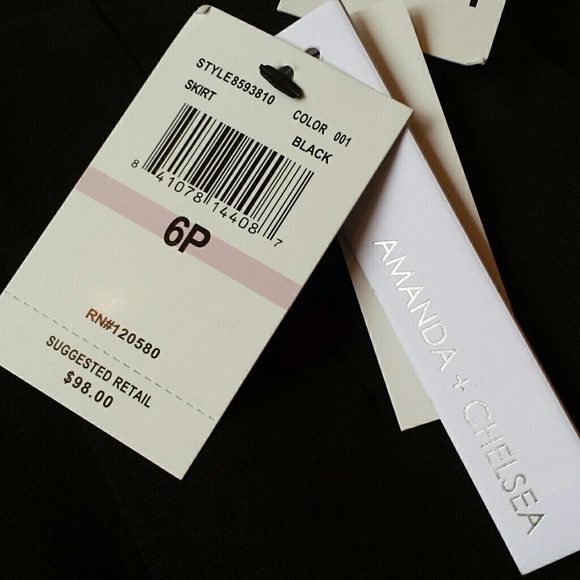 STYLE8593810
SKIRT
COLOR 001
BLACK
8 41078 14408 7
6P
RN#120580
SUGGESTED RETAIL
$98.00
AMANDA + CHELSEA